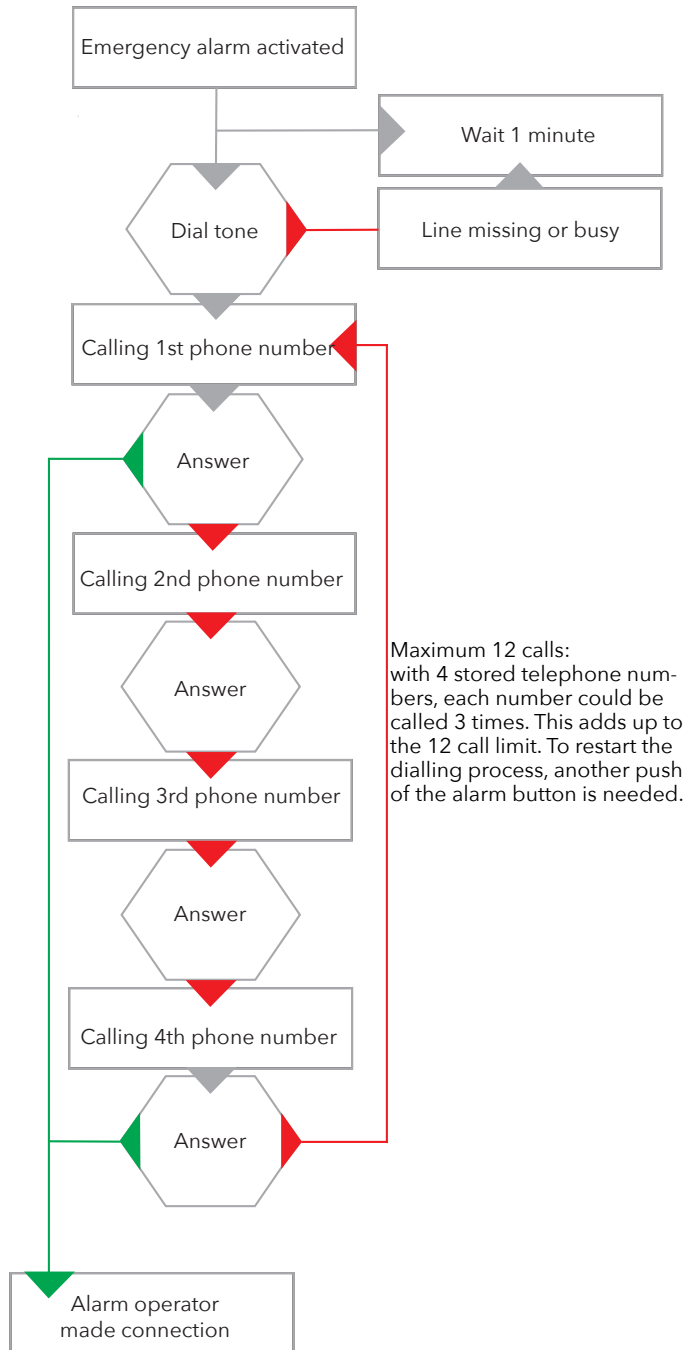 Emergency alarm activated
Wait 1 minute
Dial tone
Line missing or busy
Calling 1st phone number
Answer
Calling 2nd phone number
Answer
Maximum 12 calls:
with 4 stored telephone num-
bers, each number could be
called 3 times. This adds up to
the 12 call limit. To restart the
dialling process, another push
of the alarm button is needed.
Calling 3rd phone number
Answer
Calling 4th phone number
Answer
Alarm operator
made connection